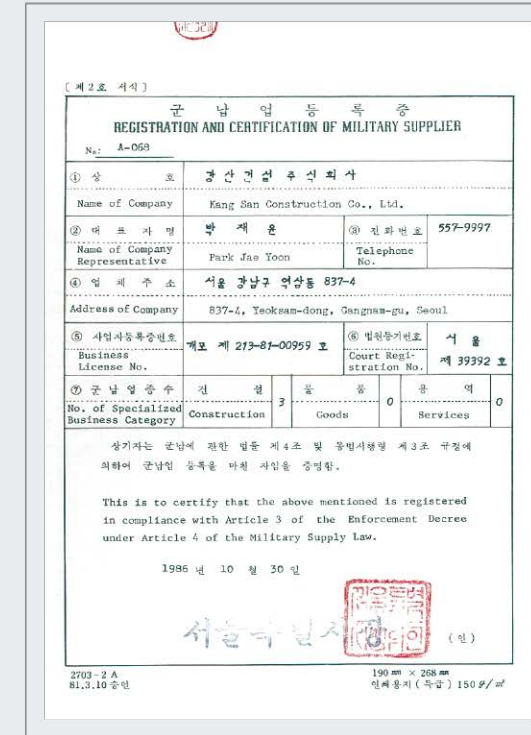 [ 제2호 서식 ]
군 납 업 등 록 증
REGISTRATION AND CERTIFICATION OF MILITARY SUPPLIER
No: A-068
① 상 호 강산건설 주식회사
Name of Company Kang San Construction Co., Ltd.
② 대 표 자 명 박 재 윤 ③ 전 화 번 호 557-9997
Name of Company Representative Park Jae Yoon Telephone No.
④ 업 체 주 소 서울 강남구 역삼동 837-4
Address of Company 837-4, Yeoksam-dong, Gangnam-gu, Seoul
⑤ 사업자등록증번호 개포 제 213-81-00959 호 ⑥ 법원등기번호 서 울
Business License No. Court Regi-stration No. 제 39392 호
⑦ 군 납 업 종 수 건 설 3 물 품 0 용 역 0
No. of Specialized Business Category Construction Goods Services
상기자는 군납에 관한 법률 제4조 및 동법시행령 제3조 규정에
의하여 군납업 등록을 마친 자임을 증명함.
This is to certify that the above mentioned is registered
in compliance with Article 3 of the Enforcement Decree
under Article 4 of the Military Supply Law.
1986 년 10 월 30 일
(인)
2703-2 A 190 mm × 268 mm
81.3.10 승인 인쇄용지 ( 특급 ) 150 g/㎡